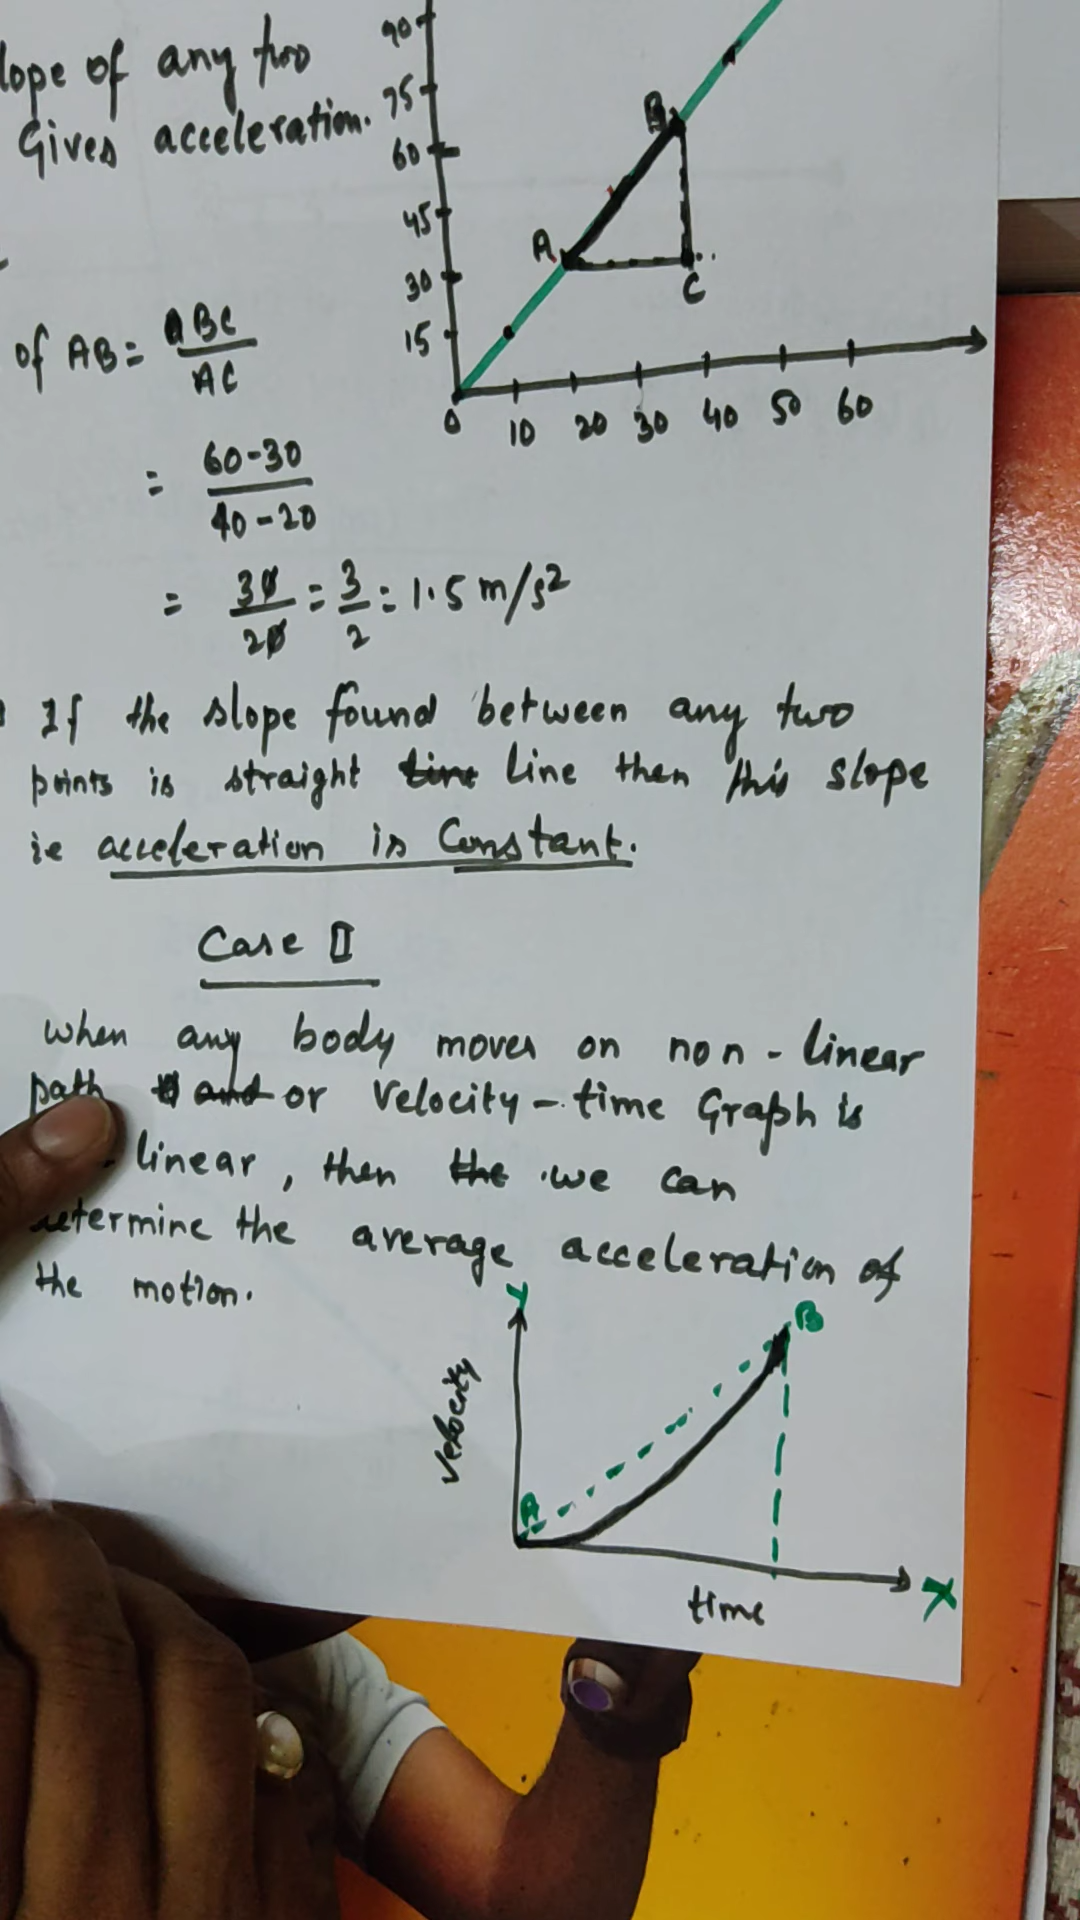 lope of any two
Gives acceleration.
90
75
60
45
30
15
0
10 20 30 40 50 60
A
B
C
of AB = BC
AC
= 60-30
40-20
= 30 = 3 = 1.5 m/s²
20 2
If the slope found between any two
points is straight line Line then this slope
ie acceleration is Constant.
Case II
when any body moves on non-linear
path and or Velocity-time Graph is
- linear, then the we can
etermine the average acceleration of
the motion.
Y
B
Velocity
A
time
X